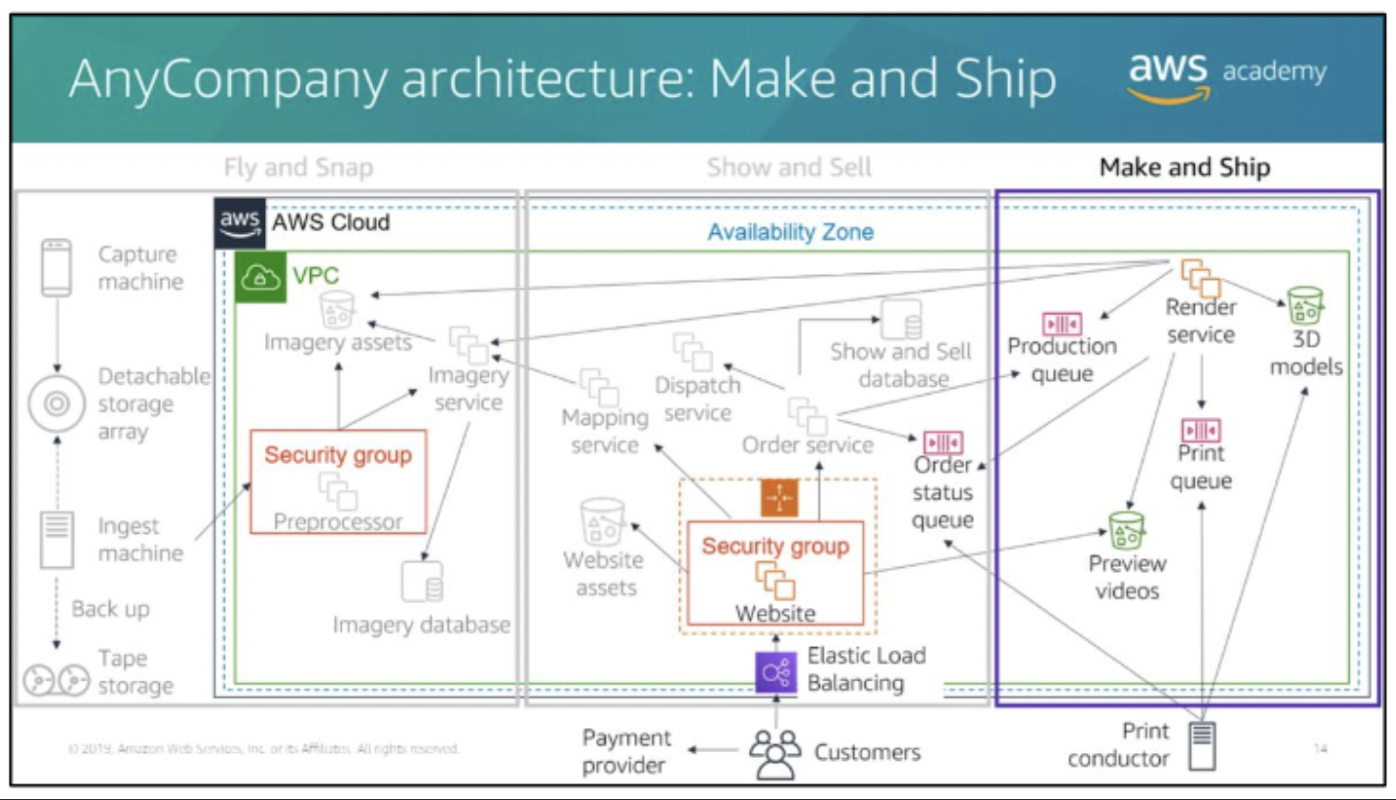 AnyCompany architecture: Make and Ship
aws academy
Fly and Snap
Show and Sell
Make and Ship
aws
AWS Cloud
Availability Zone
VPC
Capture
machine
Detachable
storage
array
Ingest
machine
Back up
Tape
storage
Imagery assets
Imagery
service
Security group
Preprocessor
Imagery database
Mapping
service
Dispatch
service
Show and Sell
database
Order service
Order
status
queue
Website
assets
Security group
Website
Elastic Load
Balancing
Production
queue
Render
service
3D
models
Print
queue
Preview
videos
Payment
provider
Customers
Print
conductor
© 2019, Amazon Web Services, Inc. or its Affiliates. All rights reserved.
14